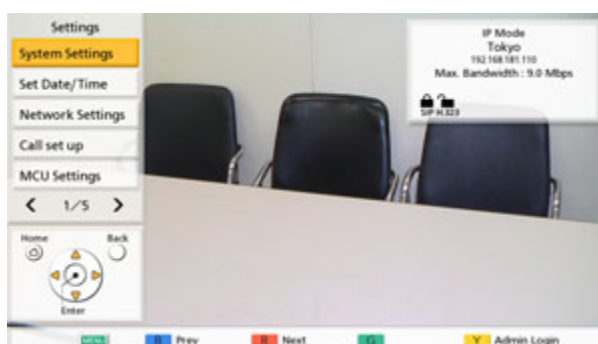 Settings
System Settings
Set Date/Time
Network Settings
Call set up
MCU Settings
1/5
Home
Back
Enter
IP Mode
Tokyo
192.168.181.110
Max. Bandwidth : 9.0 Mbps
SIP H.323
MENU
B Prev
R Next
G
Y Admin Login